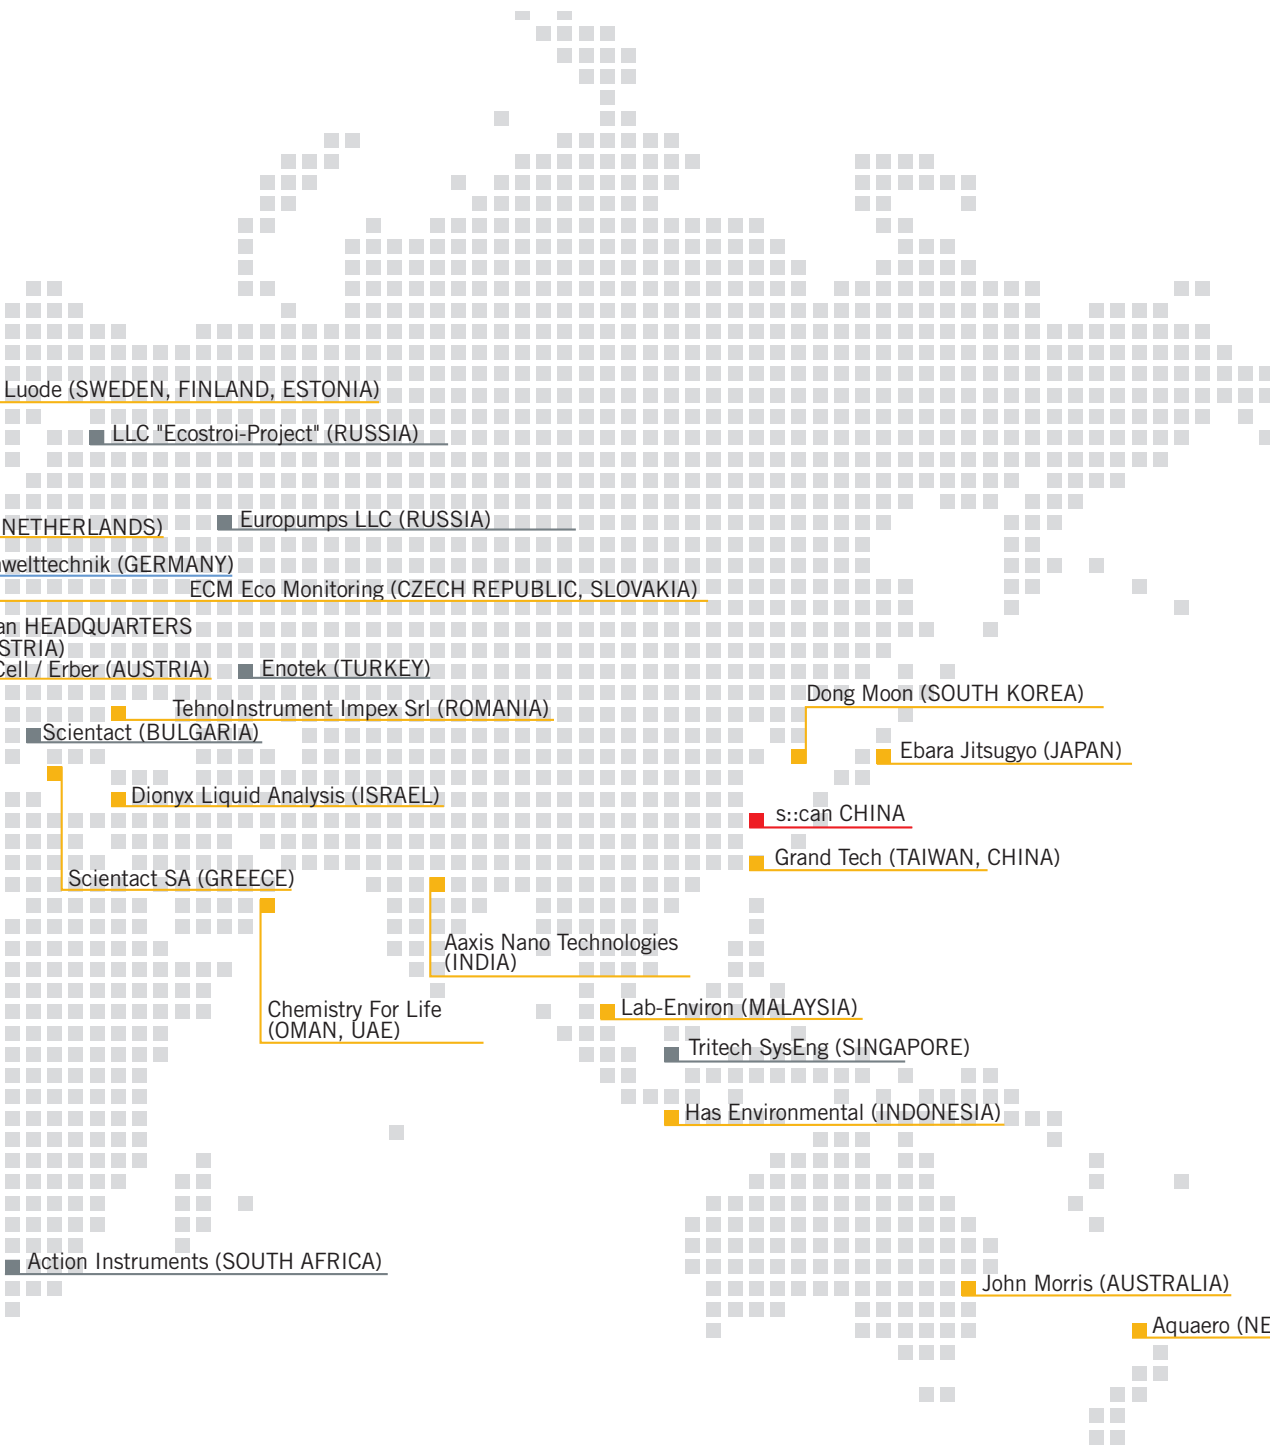 Luode (SWEDEN, FINLAND, ESTONIA)
LLC "Ecostroi-Project" (RUSSIA)
Europumps LLC (RUSSIA)
NETHERLANDS)
welttechnik (GERMANY)
ECM Eco Monitoring (CZECH REPUBLIC, SLOVAKIA)
an HEADQUARTERS
STRIA)
Cell / Erber (AUSTRIA)
Enotek (TURKEY)
Dong Moon (SOUTH KOREA)
TehnoInstrument Impex Srl (ROMANIA)
Scientact (BULGARIA)
Ebara Jitsugyo (JAPAN)
Dionyx Liquid Analysis (ISRAEL)
s::can CHINA
Grand Tech (TAIWAN, CHINA)
Scientact SA (GREECE)
Aaxis Nano Technologies
(INDIA)
Chemistry For Life
(OMAN, UAE)
Lab-Environ (MALAYSIA)
Tritech SysEng (SINGAPORE)
Has Environmental (INDONESIA)
Action Instruments (SOUTH AFRICA)
John Morris (AUSTRALIA)
Aquaero (NE